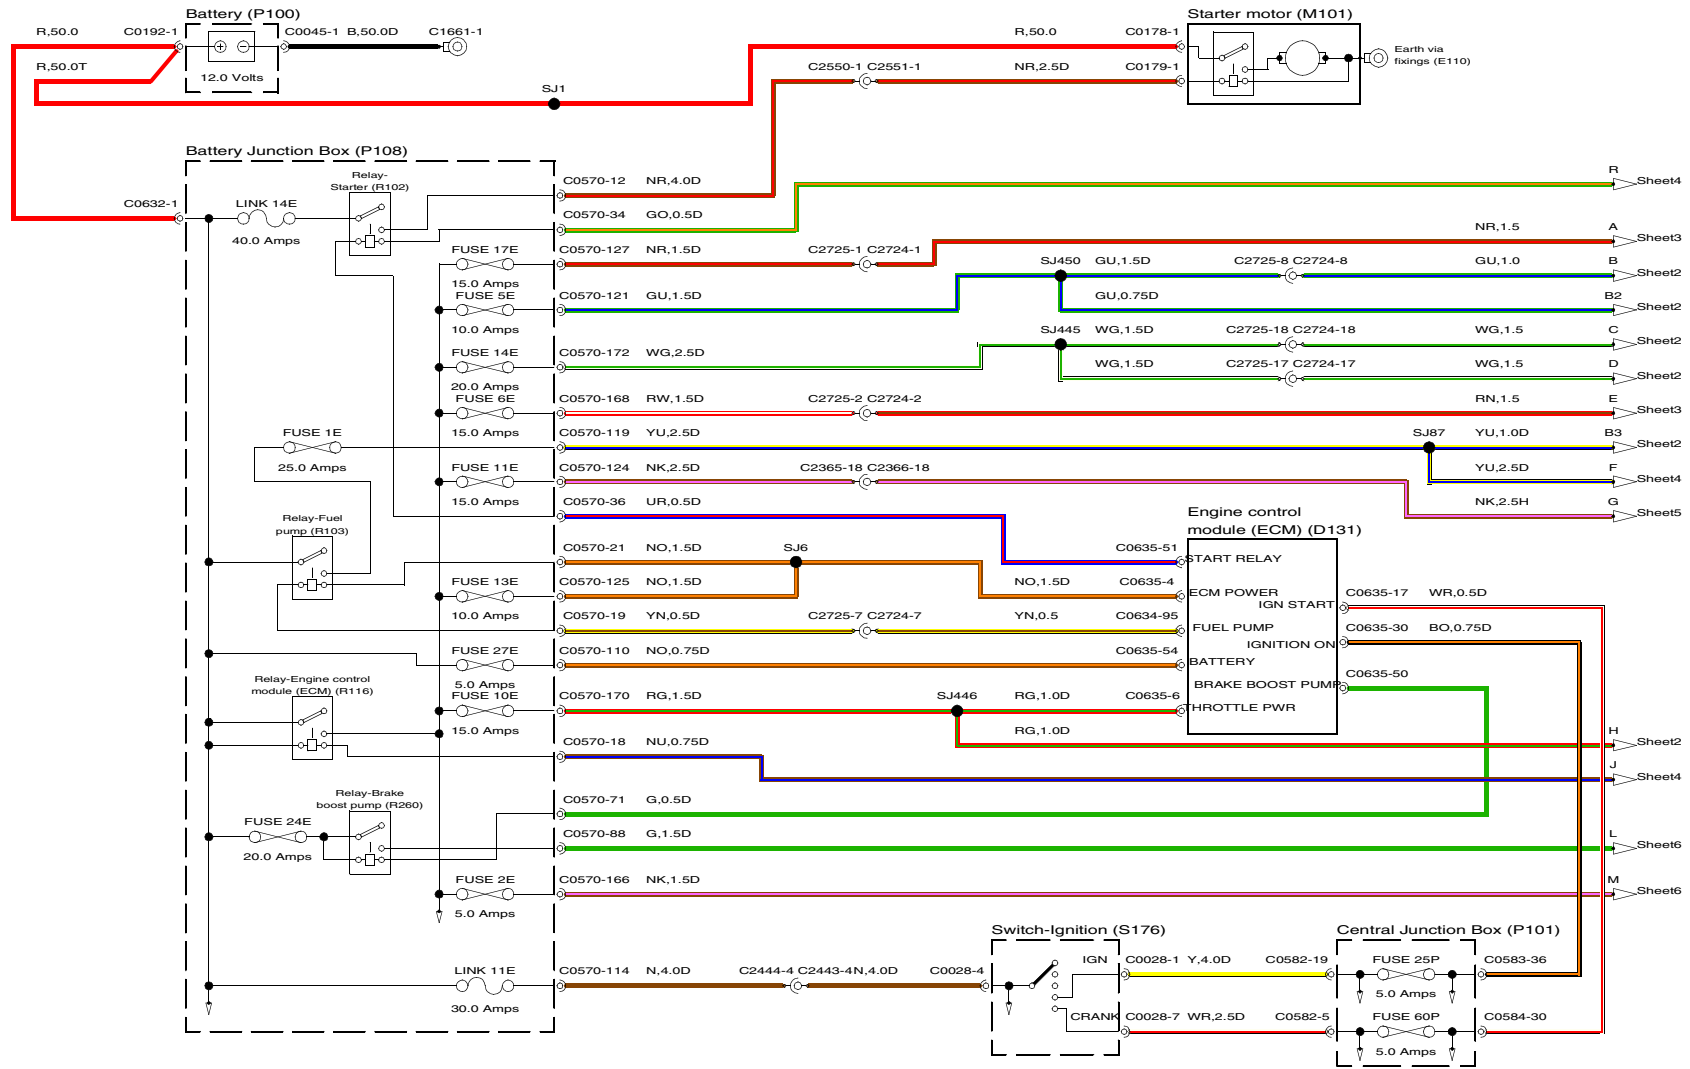 Battery (P100)
Starter motor (M101)
R,50.0
C0192-1
C0045-1 B,50.0D
C1661-1
R,50.0
C0178-1
Earth via
fixings (E110)
R,50.0T
12.0 Volts
C2550-1 C2551-1
NR,2.5D
C0179-1
SJ1
Battery Junction Box (P108)
Relay-
Starter (R102)
C0570-12 NR,4.0D
R
Sheet4
C0632-1
LINK 14E
40.0 Amps
C0570-34 GO,0.5D
FUSE 17E
15.0 Amps
C0570-127 NR,1.5D
C2725-1 C2724-1
NR,1.5
A
Sheet3
SJ450
GU,1.5D
C2725-8 C2724-8
GU,1.0
B
Sheet2
FUSE 5E
10.0 Amps
C0570-121 GU,1.5D
GU,0.75D
B2
Sheet2
SJ445
WG,1.5D
C2725-18 C2724-18
WG,1.5
C
Sheet2
FUSE 14E
20.0 Amps
C0570-172 WG,2.5D
WG,1.5D
C2725-17 C2724-17
WG,1.5
D
Sheet2
FUSE 6E
15.0 Amps
C0570-168 RW,1.5D
C2725-2 C2724-2
RN,1.5
E
Sheet3
FUSE 1E
25.0 Amps
C0570-119 YU,2.5D
SJ87
YU,1.0D
B3
Sheet2
FUSE 11E
15.0 Amps
C0570-124 NK,2.5D
C2365-18 C2366-18
YU,2.5D
F
Sheet4
C0570-36 UR,0.5D
NK,2.5H
G
Sheet5
Engine control
module (ECM) (D131)
Relay-Fuel
pump (R103)
C0570-21 NO,1.5D
SJ6
C0635-51
START RELAY
FUSE 13E
10.0 Amps
C0570-125 NO,1.5D
NO,1.5D
C0635-4
ECM POWER
IGN START
C0635-17 WR,0.5D
C0570-19 YN,0.5D
C2725-7 C2724-7
YN,0.5
C0634-95
FUEL PUMP
IGNITION ON
C0635-30 BO,0.75D
FUSE 27E
5.0 Amps
C0570-110 NO,0.75D
C0635-54
BATTERY
BRAKE BOOST PUMP
C0635-50
Relay-Engine control
module (ECM) (R116)
FUSE 10E
15.0 Amps
C0570-170 RG,1.5D
SJ446
RG,1.0D
C0635-6
THROTTLE PWR
RG,1.0D
H
Sheet2
C0570-18 NU,0.75D
J
Sheet4
Relay-Brake
boost pump (R260)
C0570-71 G,0.5D
FUSE 24E
20.0 Amps
C0570-88 G,1.5D
L
Sheet6
FUSE 2E
5.0 Amps
C0570-166 NK,1.5D
M
Sheet6
Switch-Ignition (S176)
Central Junction Box (P101)
LINK 11E
30.0 Amps
C0570-114 N,4.0D
C2444-4 C2443-4N,4.0D
C0028-4
IGN
C0028-1 Y,4.0D
C0582-19
FUSE 25P
5.0 Amps
C0583-36
CRANK
C0028-7 WR,2.5D
C0582-5
FUSE 60P
5.0 Amps
C0584-30